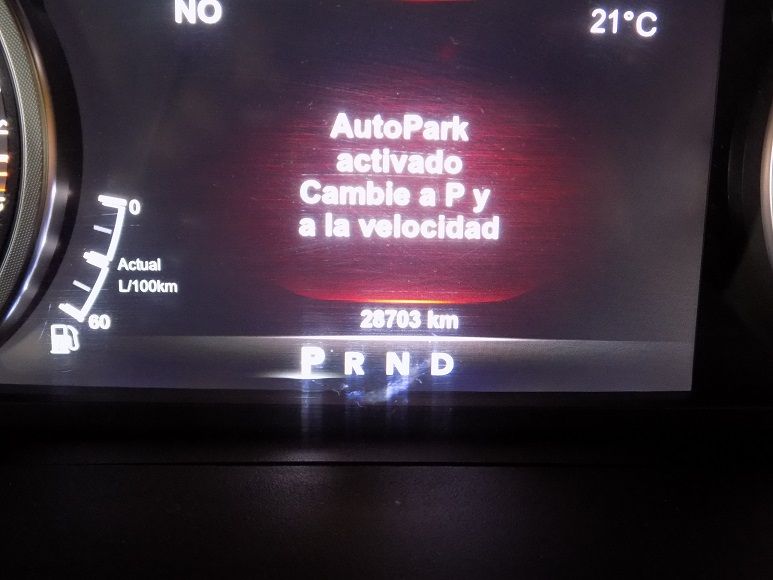 NO 21°C
AutoPark
activado
Cambie a P y
a la velocidad
0
Actual
L/100km
60
28703 km
P R N D